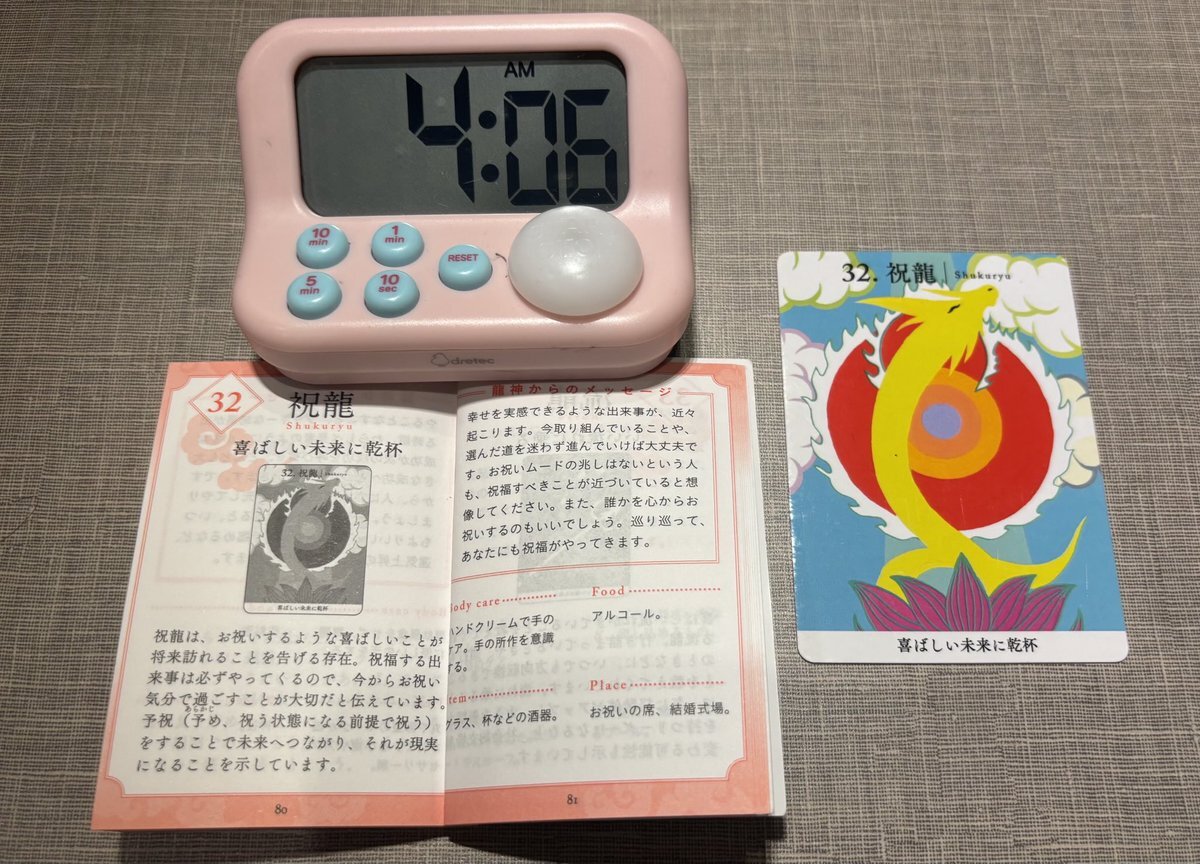 AM
4:06
10
min
1
min
RESET
5
min
10
sec
dretec
32
祝龍
Shukuryu
喜ばしい未来に乾杯
32. 祝龍 | Shukuryu
喜ばしい未来に乾杯
祝龍は、お祝いするような喜ばしいことが
将来訪れることを告げる存在。祝福する出
来事は必ずやってくるので、今からお祝い
気分で過ごすことが大切だと伝えています。
あらかじ
予祝（予め、祝う状態になる前提で祝う）
をすることで未来へつながり、それが現実
になることを示しています。
80
龍神からのメッセージ
幸せを実感できるような出来事が、近々
起こります。今取り組んでいることや、
選んだ道を迷わず進んでいけば大丈夫で
す。お祝いムードの兆しはないという人
も、祝福すべきことが近づいていると想
像してください。また、誰かを心からお
祝いするのもいいでしょう。巡り巡って、
あなたにも祝福がやってきます。
Body care
ハンドクリームで手の
ケア。手の所作を意識
する。
Food
アルコール。
Item
グラス、杯などの酒器。
Place
お祝いの席、結婚式場。
81
32. 祝龍 | Shukuryu
喜ばしい未来に乾杯